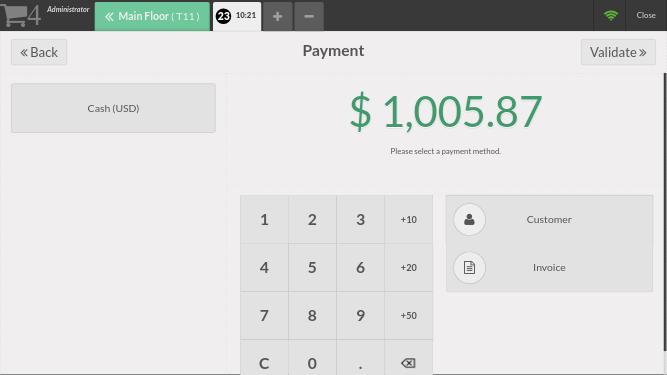 4 Administrator Main Floor ( T11 ) 23 10:21 Close
Back Payment Validate
Cash (USD)
$ 1,005.87
Please select a payment method.
1 2 3 +10
Customer
4 5 6 +20
Invoice
7 8 9 +50
C 0 .